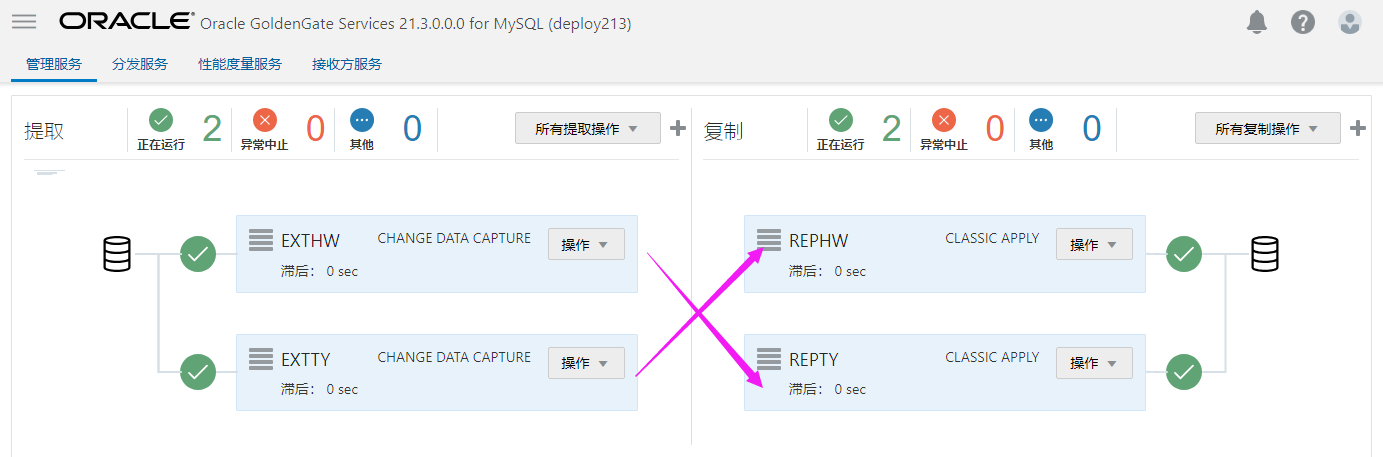 ORACLE® Oracle GoldenGate Services 21.3.0.0.0 for MySQL (deploy213)
管理服务 分发服务 性能度量服务 接收方服务
提取 正在运行 2 异常中止 0 其他 0 所有提取操作
EXTHW CHANGE DATA CAPTURE 操作
滞后： 0 sec
EXTTY CHANGE DATA CAPTURE 操作
滞后： 0 sec
复制 正在运行 2 异常中止 0 其他 0 所有复制操作
REPHW CLASSIC APPLY 操作
滞后： 0 sec
REPTY CLASSIC APPLY 操作
滞后： 0 sec